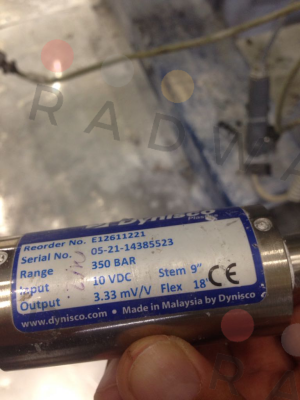 Dynisco
Reorder No. E12611221
Serial No. 05-21-14385523
Range 350 BAR
Input 10 VDC Stem 9"
Output 3.33 mV/V Flex 18" CE
www.dynisco.com • Made in Malaysia by Dynisco
RADW